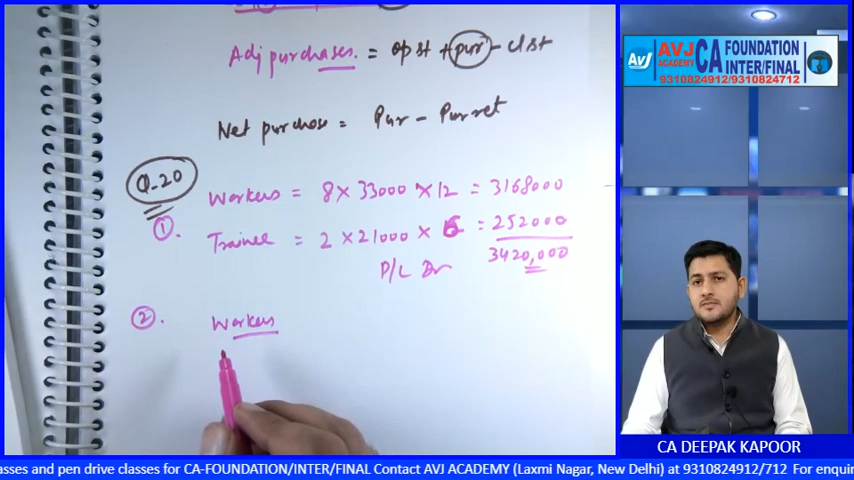 Adj purchases = op st + pur - cl st
Net purchase = Pur - Pur ret
Q.20
Workers = 8 × 33000 × 12 = 3168000
①. Trainee = 2 × 21000 × 6 = 252000
3420,000
P/L Dr
②. Workers
AVJ
AVJ
ACADEMY
CA
FOUNDATION
INTER/FINAL
9310824912/9310824712
CA DEEPAK KAPOOR
asses and pen drive classes for CA-FOUNDATION/INTER/FINAL Contact AVJ ACADEMY (Laxmi Nagar, New Delhi) at 9310824912/712 For enquir